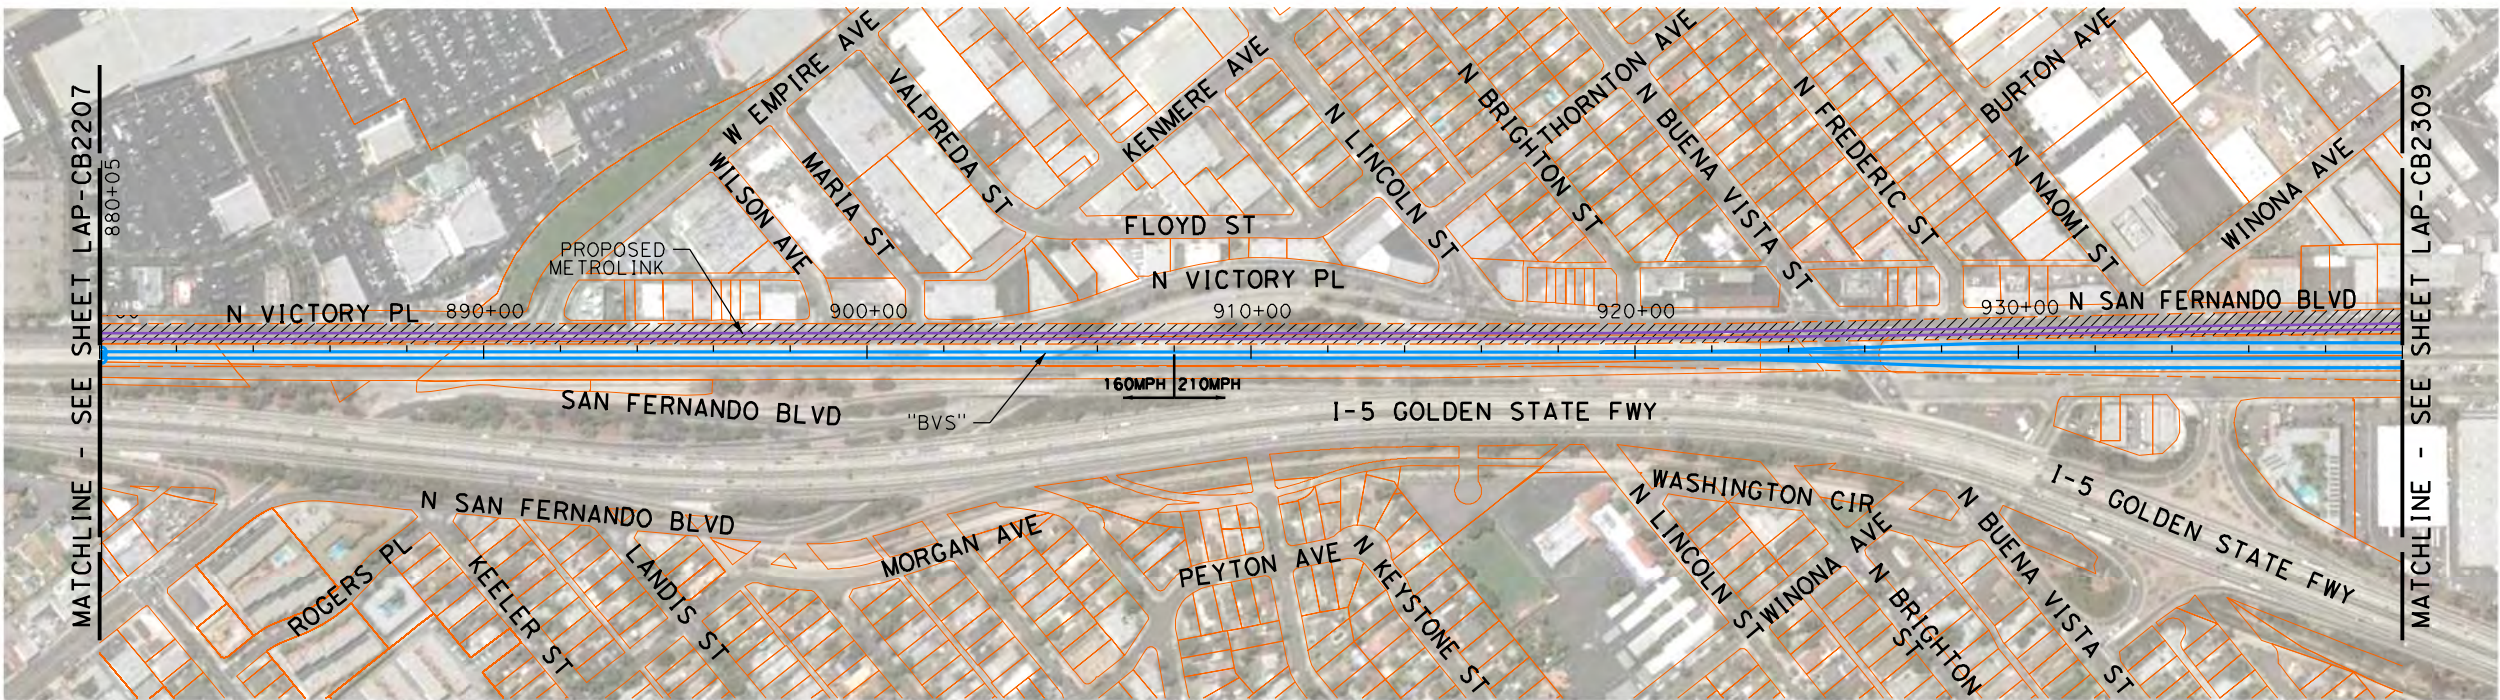 MATCHLINE - SEE SHEET LAP-CB2207
880+05
W EMPIRE AVE
VALPREDA ST
KENMERE AVE
N LINCOLN ST
N BRIGHTON ST
THORNTON AVE
N BUENA VISTA ST
N FREDERIC ST
BURTON AVE
N NAOMI ST
WINONA AVE
WILSON AVE
MARIA ST
FLOYD ST
PROPOSED
METROLINK
N VICTORY PL
N VICTORY PL
890+00
900+00
910+00
920+00
930+00
N SAN FERNANDO BLVD
160MPH
210MPH
SAN FERNANDO BLVD
"BVS"
I-5 GOLDEN STATE FWY
I-5 GOLDEN STATE FWY
N SAN FERNANDO BLVD
ROGERS PL
KEELER ST
LANDIS ST
MORGAN AVE
PEYTON AVE
N KEYSTONE ST
WASHINGTON CIR
N LINCOLN ST
WINONA AVE
N BRIGHTON
ST
N BUENA VISTA ST
MATCHLINE - SEE SHEET LAP-CB2309